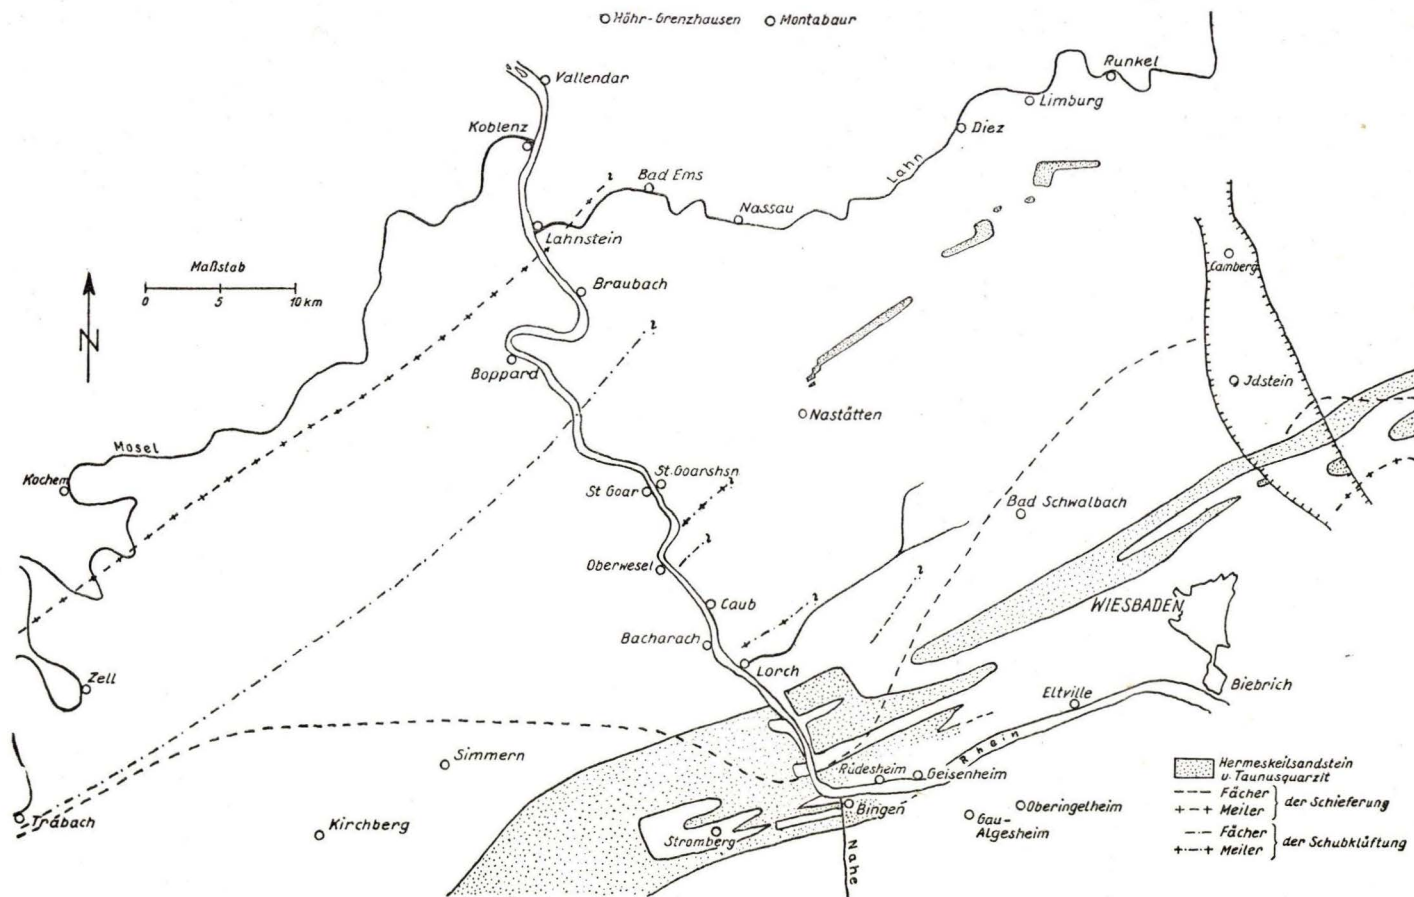 Höhr-Grenzhausen
Montabaur
Vallendar
Runkel
Limburg
Koblenz
Diez
Lahn
Bad Ems
Nassau
Lahnstein
Camberg
Maßstab
0 5 10 km
Braubach
N
Boppard
Idstein
Nastätten
Mosel
Kochem
St.Goarshsn
St Goar
Bad Schwalbach
Oberwesel
Caub
WIESBADEN
Bacharach
Lorch
Zell
Eltville
Biebrich
Rhein
Simmern
Rüdesheim
Geisenheim
Bingen
Oberingelheim
Gau-
Algesheim
Trabach
Kirchberg
Stromberg
Nahe
Hermeskeilsandstein
u. Taunusquarzit
Fächer
Meiler
der Schieferung
Fächer
Meiler
der Schubklüftung